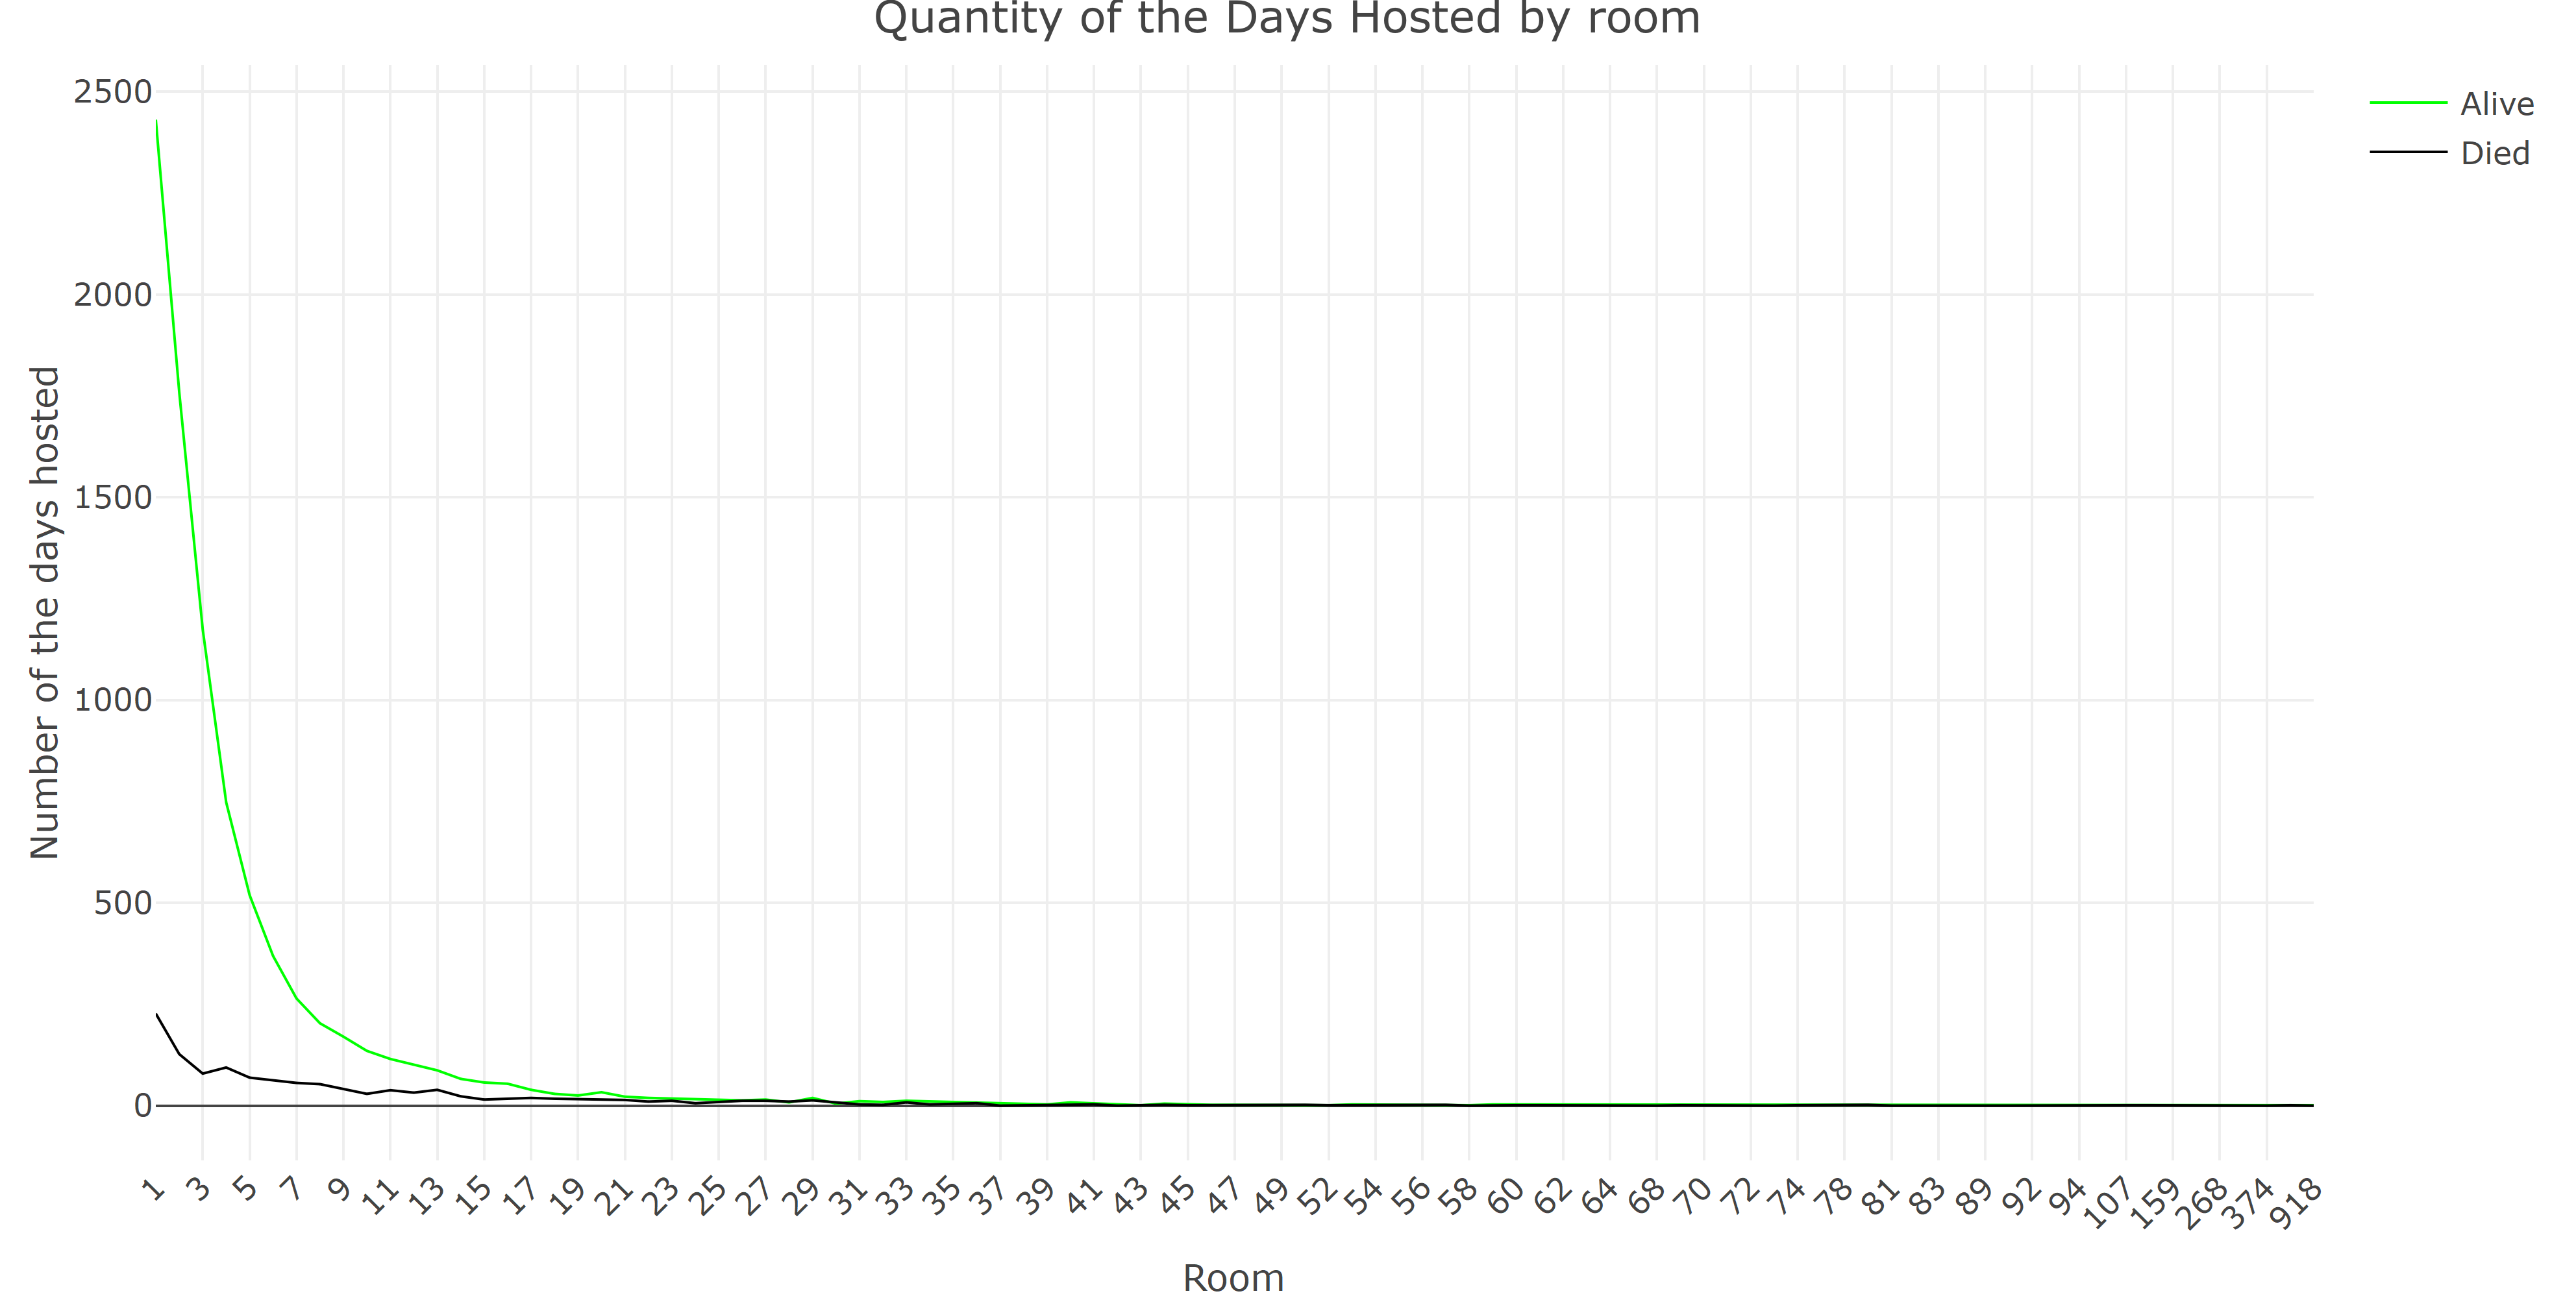 Quantity of the Days Hosted by room
2500
2000
1500
1000
500
0
Number of the days hosted
1 3 5 7 9 11 13 15 17 19 21 23 25 27 29 31 33 35 37 39 41 43 45 47 49 52 54 56 58 60 62 64 68 70 72 74 78 81 83 89 92 94 107 159 268 374 918
Room
Alive
Died